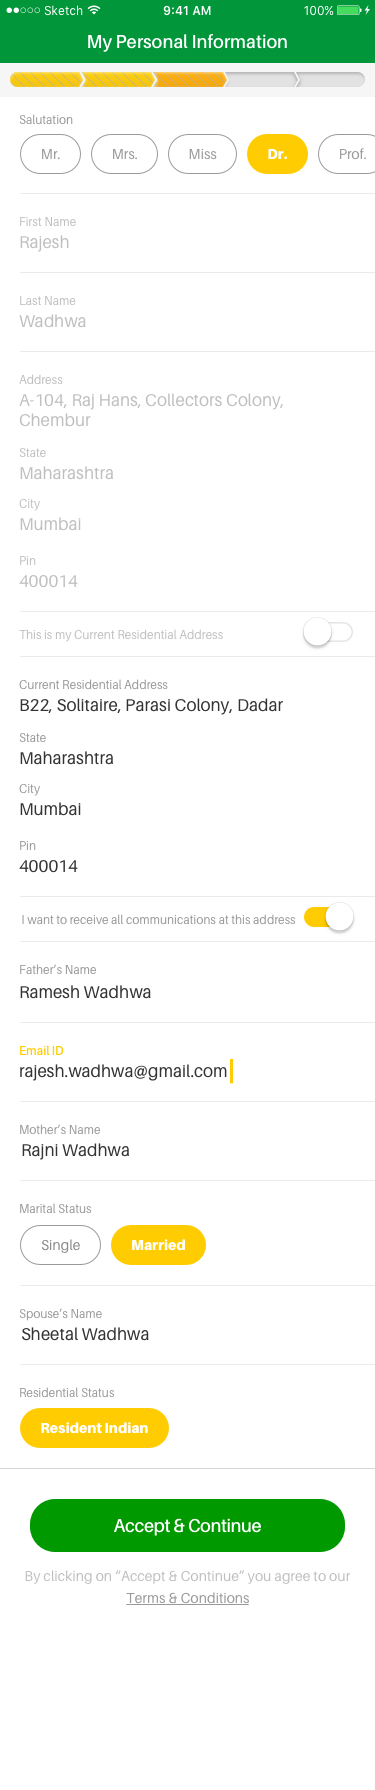 Sketch 9:41 AM 100%
My Personal Information
Salutation
Mr. Mrs. Miss Dr. Prof.
First Name
Rajesh
Last Name
Wadhwa
Address
A-104, Raj Hans, Collectors Colony,
Chembur
State
Maharashtra
City
Mumbai
Pin
400014
This is my Current Residential Address
Current Residential Address
B22, Solitaire, Parasi Colony, Dadar
State
Maharashtra
City
Mumbai
Pin
400014
I want to receive all communications at this address
Father's Name
Ramesh Wadhwa
Email ID
rajesh.wadhwa@gmail.com
Mother's Name
Rajni Wadhwa
Marital Status
Single Married
Spouse's Name
Sheetal Wadhwa
Residential Status
Resident Indian
Accept & Continue
By clicking on “Accept & Continue” you agree to our
Terms & Conditions